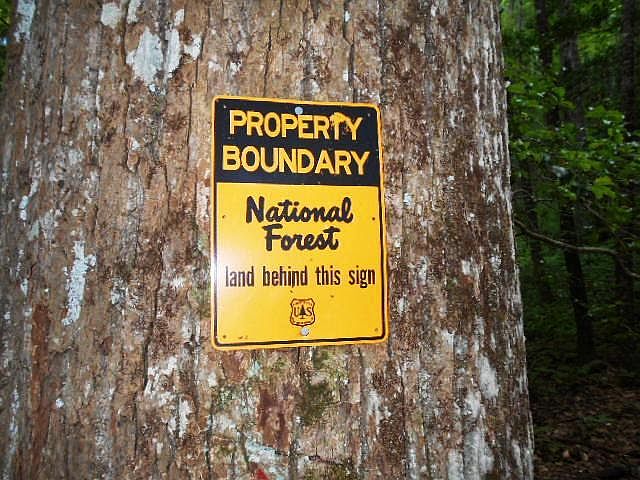 PROPERTY
BOUNDARY
National
Forest
land behind this sign
US